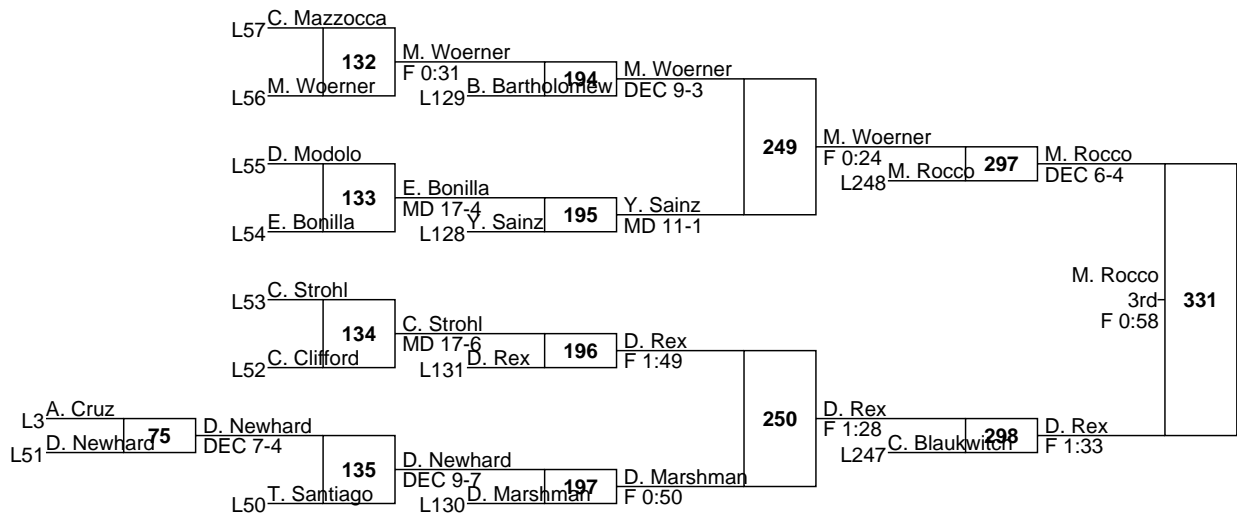 L57 C. Mazzocca
132
M. Woerner
F 0:31
L56 M. Woerner
194
L129 B. Bartholomew
M. Woerner
DEC 9-3
L55 D. Modolo
133
E. Bonilla
MD 17-4
L54 E. Bonilla
195
L128 Y. Sainz
Y. Sainz
MD 11-1
249
M. Woerner
F 0:24
L248 M. Rocco
297
M. Rocco
DEC 6-4
L53 C. Strohl
134
C. Strohl
MD 17-6
L52 C. Clifford
196
L131 D. Rex
D. Rex
F 1:49
L3 A. Cruz
75
L51 D. Newhard
D. Newhard
DEC 7-4
135
L50 T. Santiago
D. Newhard
DEC 9-7
197
L130 D. Marshman
D. Marshman
F 0:50
250
D. Rex
F 1:28
L247 C. Blaukwitch
298
D. Rex
F 1:33
M. Rocco
3rd
F 0:58
331